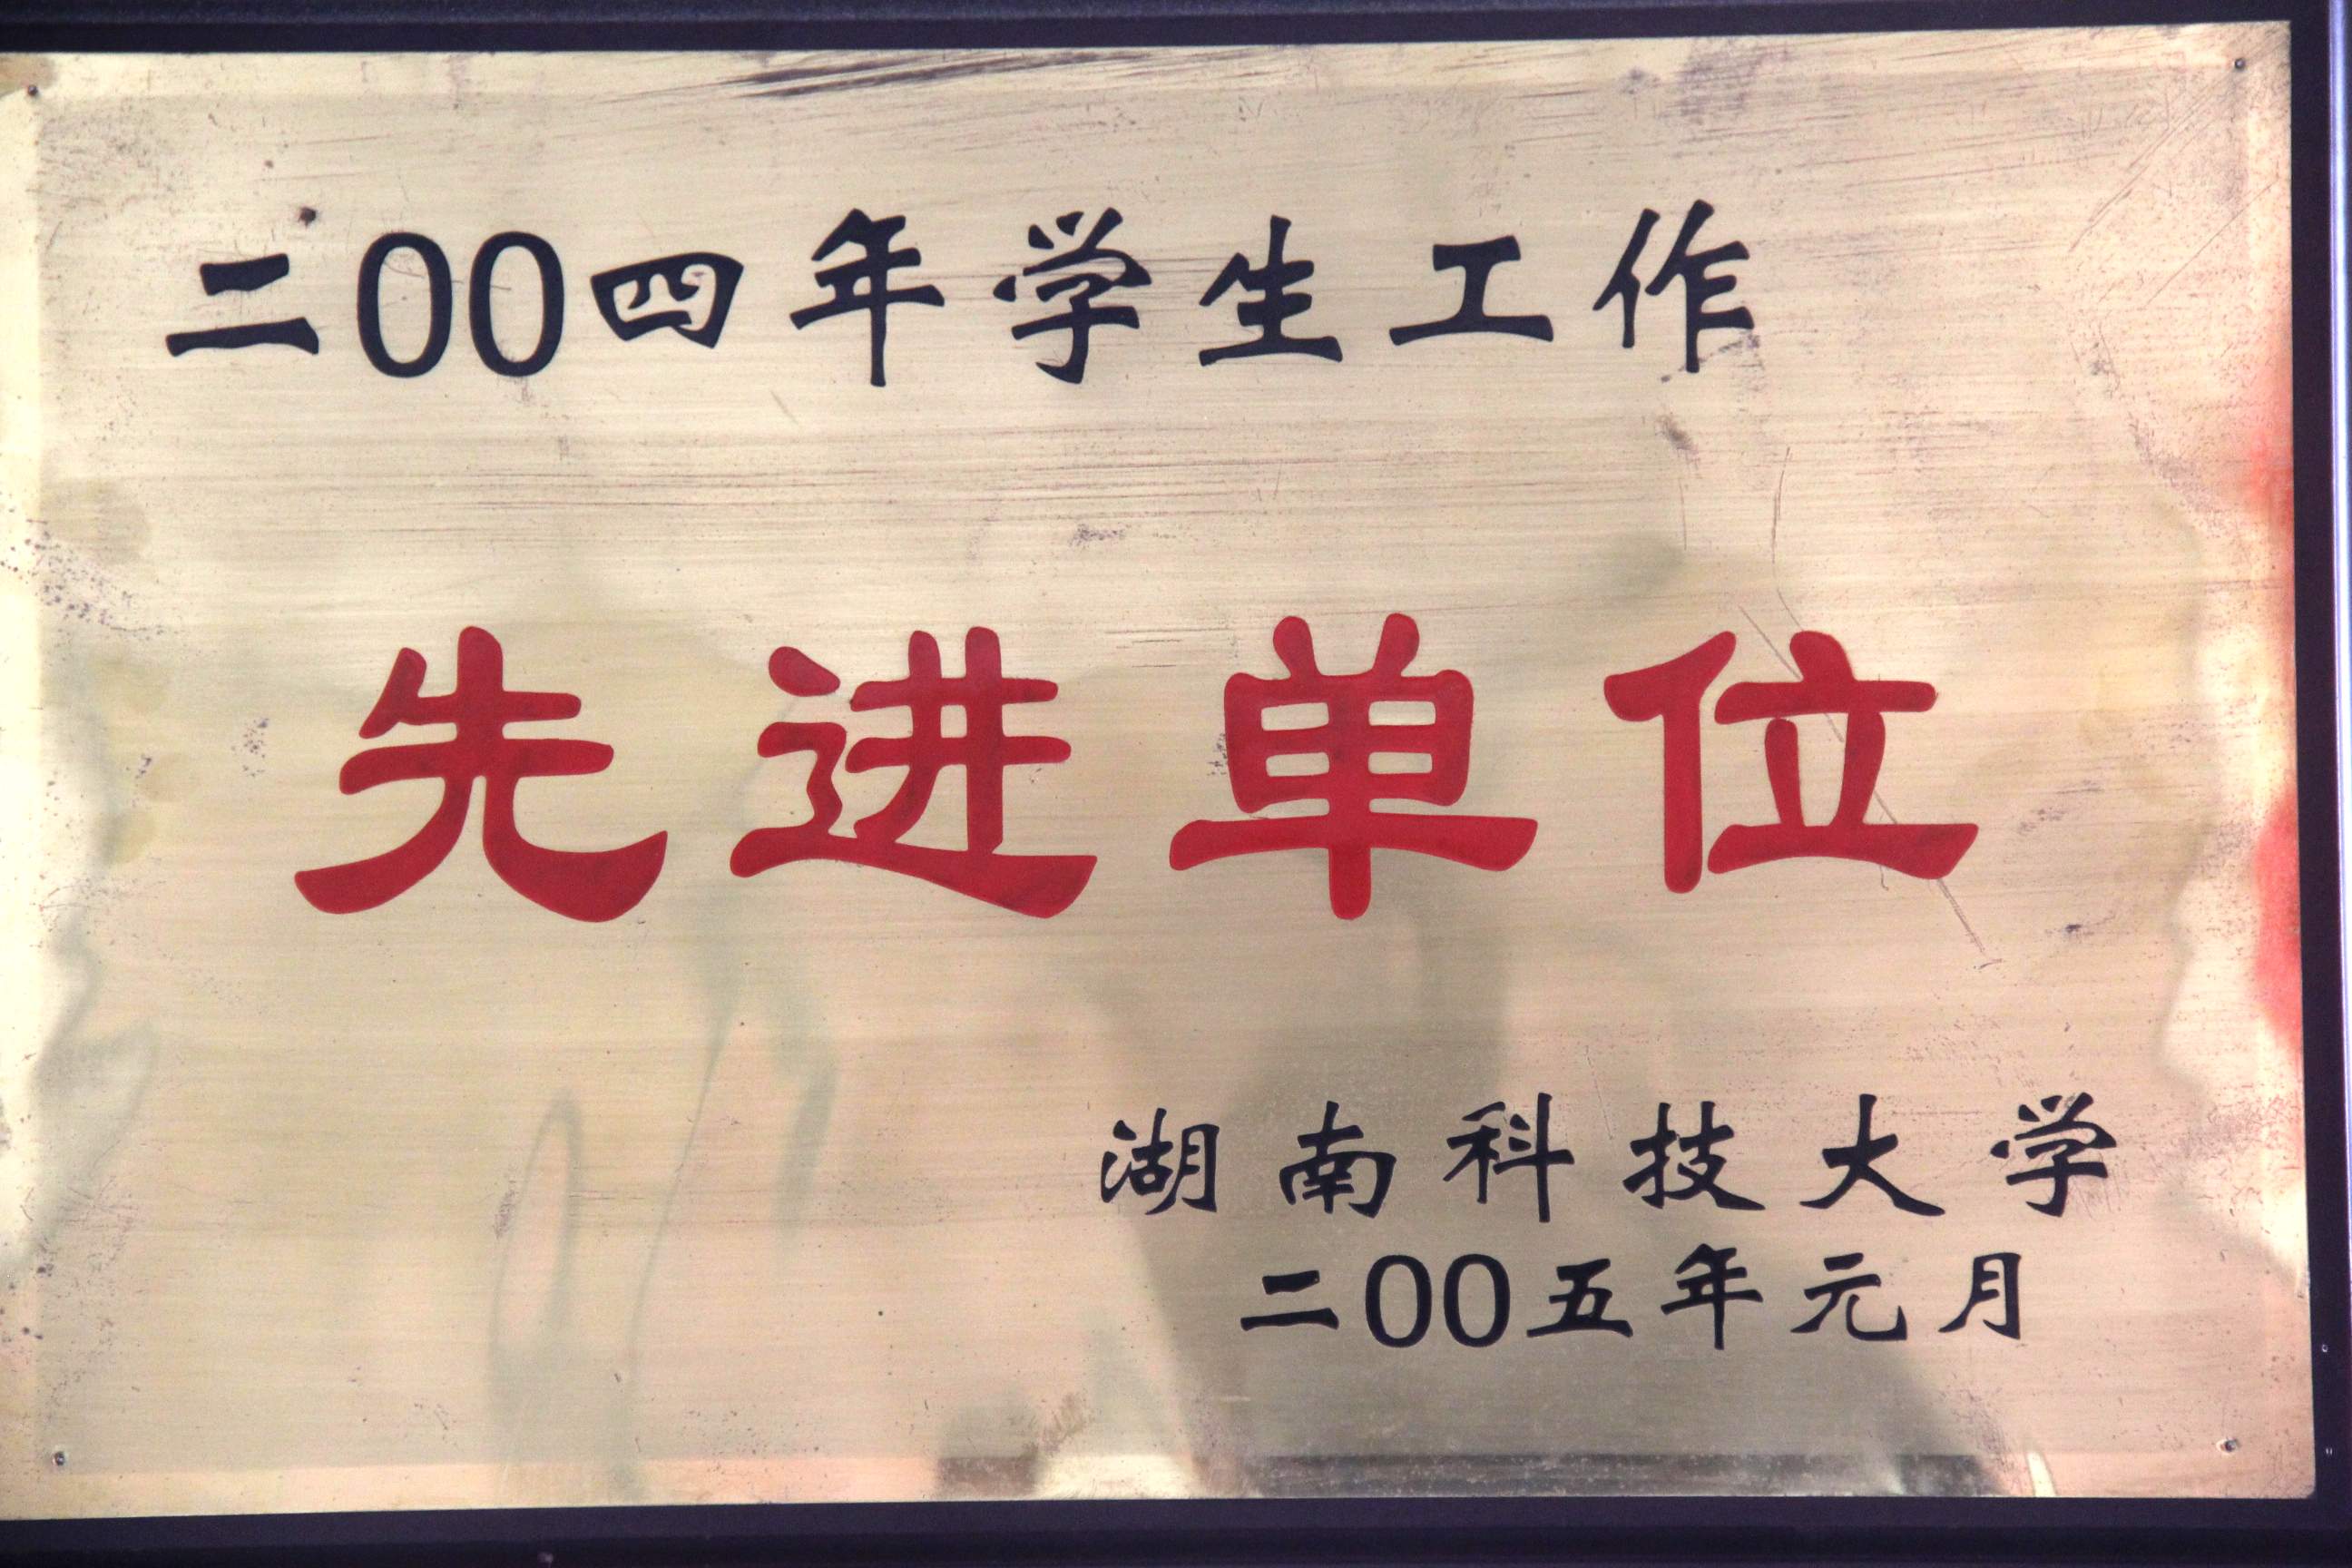 二00四年学生工作
先进单位
湖南科技大学
二00五年元月